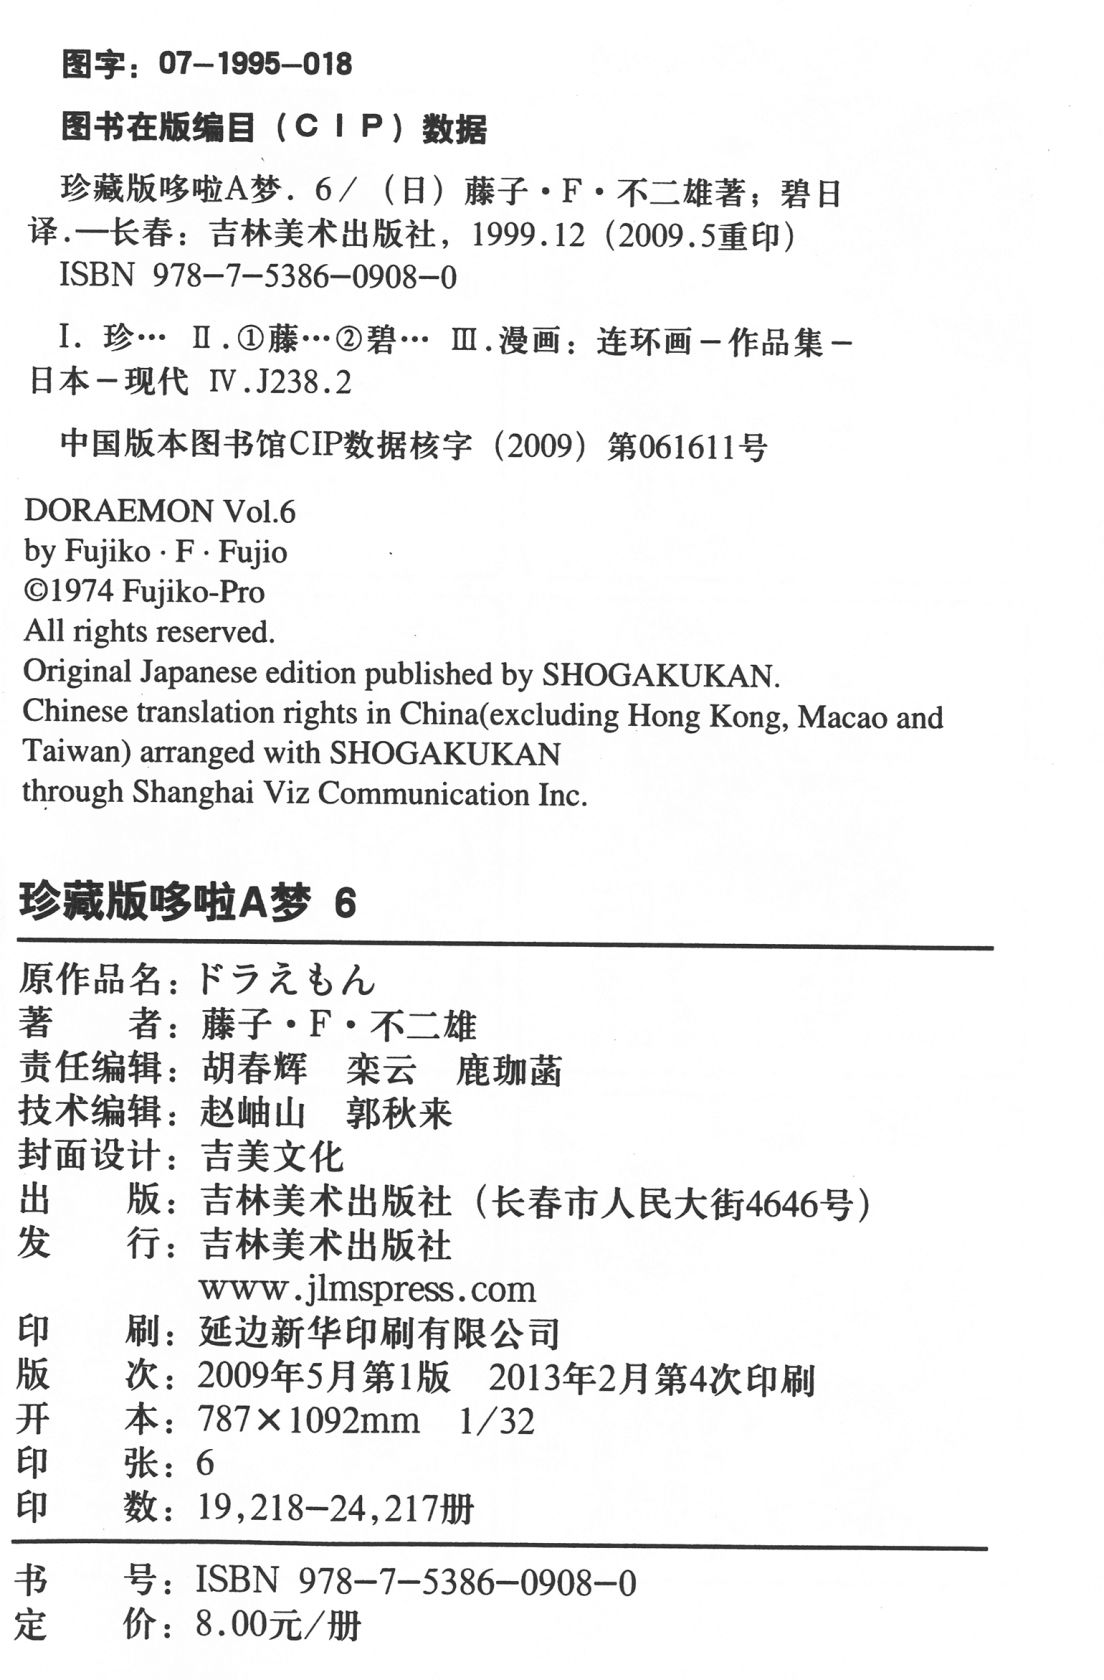 图字：07—1995—018
图书在版编目（CIP）数据
珍藏版哆啦A梦．6／（日）藤子·F·不二雄著；碧日
译.—长春：吉林美术出版社，1999.12（2009.5重印）
ISBN 978—7—5386—0908—0
Ⅰ．珍… Ⅱ.①藤…②碧… Ⅲ.漫画：连环画－作品集－
日本－现代 Ⅳ.J238.2
中国版本图书馆CIP数据核字（2009）第061611号
DORAEMON Vol.6
by Fujiko · F · Fujio
©1974 Fujiko-Pro
All rights reserved.
Original Japanese edition published by SHOGAKUKAN.
Chinese translation rights in China(excluding Hong Kong, Macao and
Taiwan) arranged with SHOGAKUKAN
through Shanghai Viz Communication Inc.
珍藏版哆啦A梦 6
原作品名：ドラえもん
著　　者：藤子·F·不二雄
责任编辑：胡春辉　栾云　鹿珈菡
技术编辑：赵岫山　郭秋来
封面设计：吉美文化
出　　版：吉林美术出版社（长春市人民大街4646号）
发　　行：吉林美术出版社
www.jlmspress.com
印　　刷：延边新华印刷有限公司
版　　次：2009年5月第1版　2013年2月第4次印刷
开　　本：787×1092mm　1/32
印　　张：6
印　　数：19,218—24,217册
书　　号：ISBN 978—7—5386—0908—0
定　　价：8.00元/册